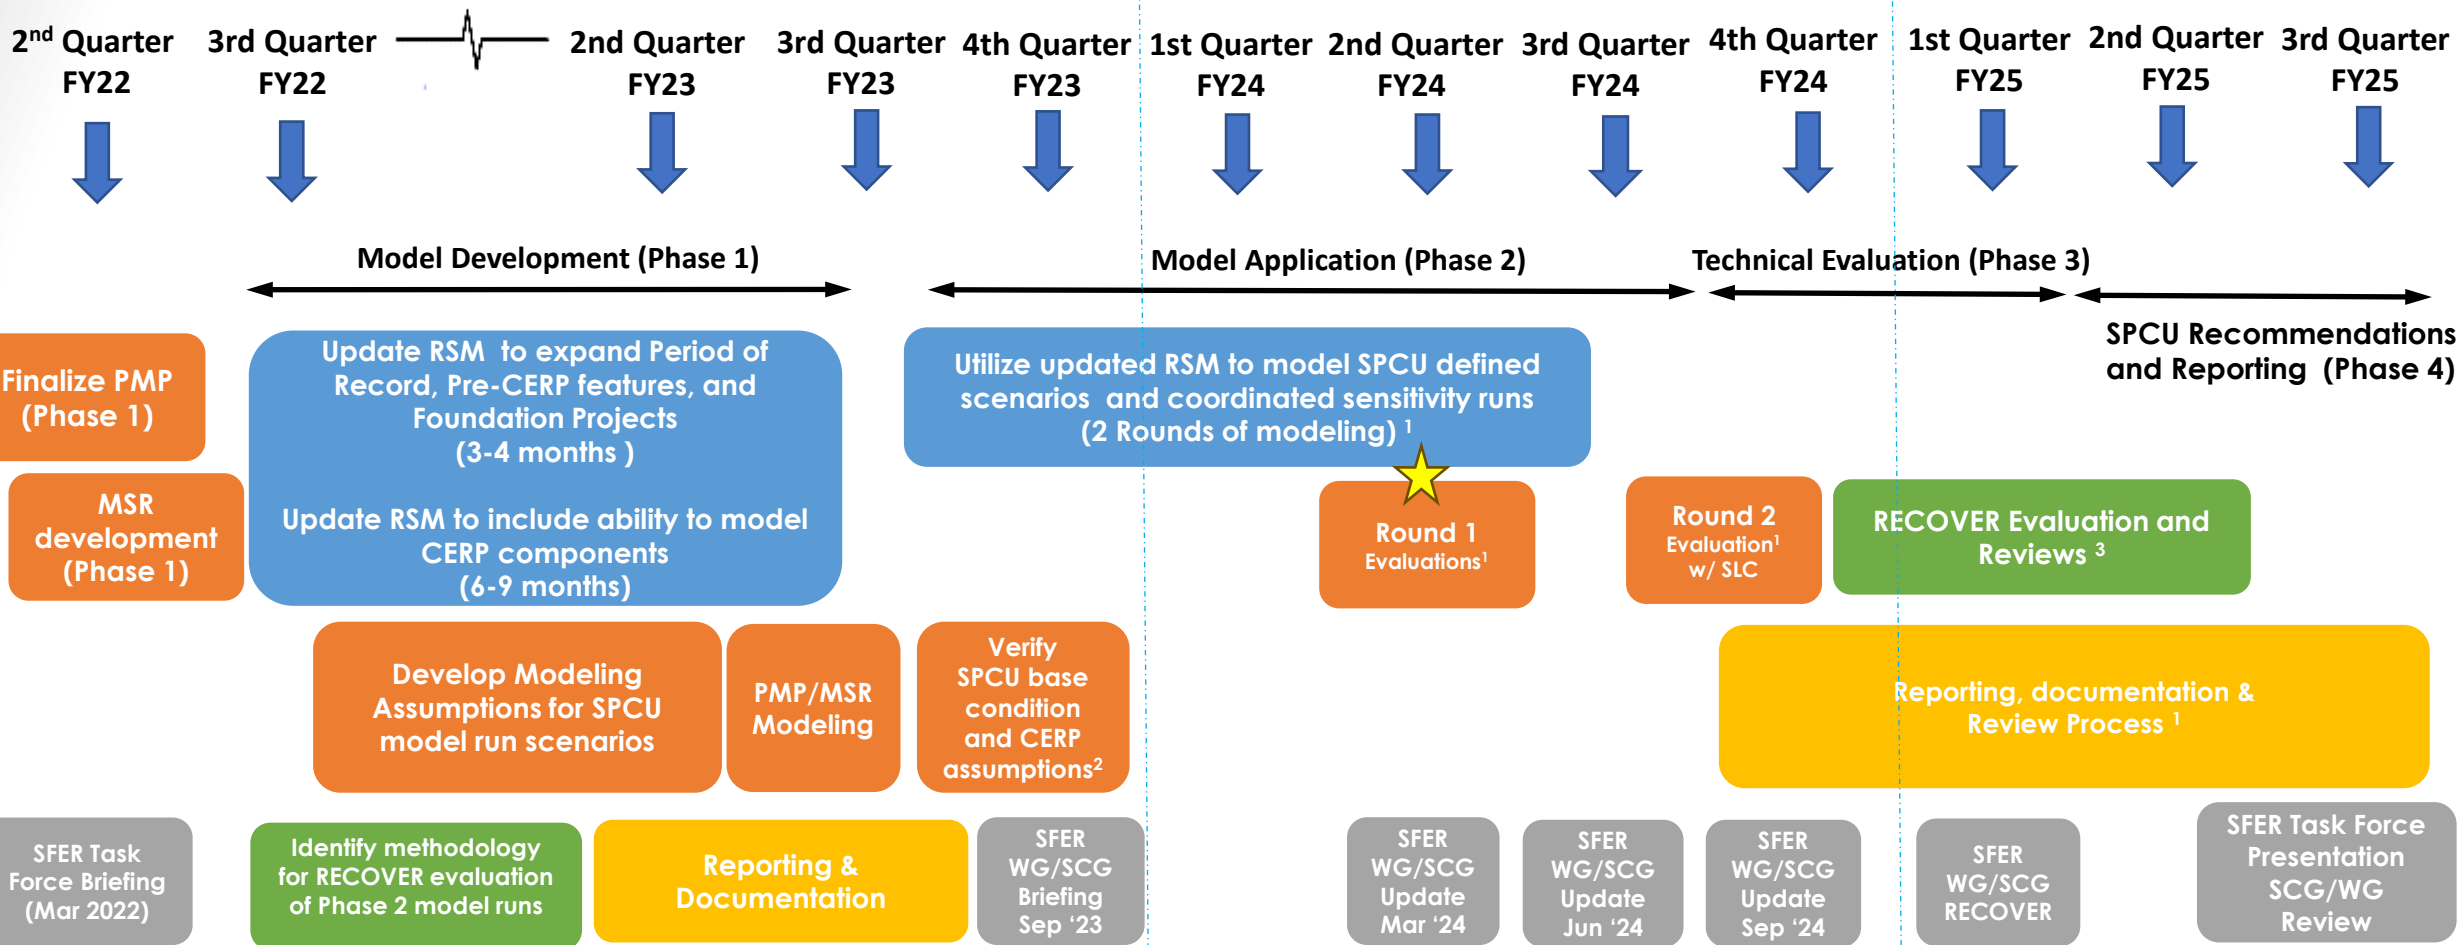 2nd Quarter
FY22
3rd Quarter
FY22
2nd Quarter
FY23
3rd Quarter
FY23
4th Quarter
FY23
1st Quarter
FY24
2nd Quarter
FY24
3rd Quarter
FY24
4th Quarter
FY24
1st Quarter
FY25
2nd Quarter
FY25
3rd Quarter
FY25
Model Development (Phase 1)
Model Application (Phase 2)
Technical Evaluation (Phase 3)
SPCU Recommendations
and Reporting (Phase 4)
Finalize PMP
(Phase 1)
MSR
development
(Phase 1)
Update RSM to expand Period of
Record, Pre-CERP features, and
Foundation Projects
(3-4 months )
Update RSM to include ability to model
CERP components
(6-9 months)
Utilize updated RSM to model SPCU defined
scenarios and coordinated sensitivity runs
(2 Rounds of modeling) 1
Round 1
Evaluations1
Round 2
Evaluation1
w/ SLC
RECOVER Evaluation and
Reviews 3
Develop Modeling
Assumptions for SPCU
model run scenarios
PMP/MSR
Modeling
Verify
SPCU base
condition
and CERP
assumptions2
Reporting, documentation &
Review Process 1
SFER Task
Force Briefing
(Mar 2022)
Identify methodology
for RECOVER evaluation
of Phase 2 model runs
Reporting &
Documentation
SFER
WG/SCG
Briefing
Sep ‘23
SFER
WG/SCG
Update
Mar ‘24
SFER
WG/SCG
Update
Jun ‘24
SFER
WG/SCG
Update
Sep ‘24
SFER
WG/SCG
RECOVER
SFER Task Force
Presentation
SCG/WG
Review